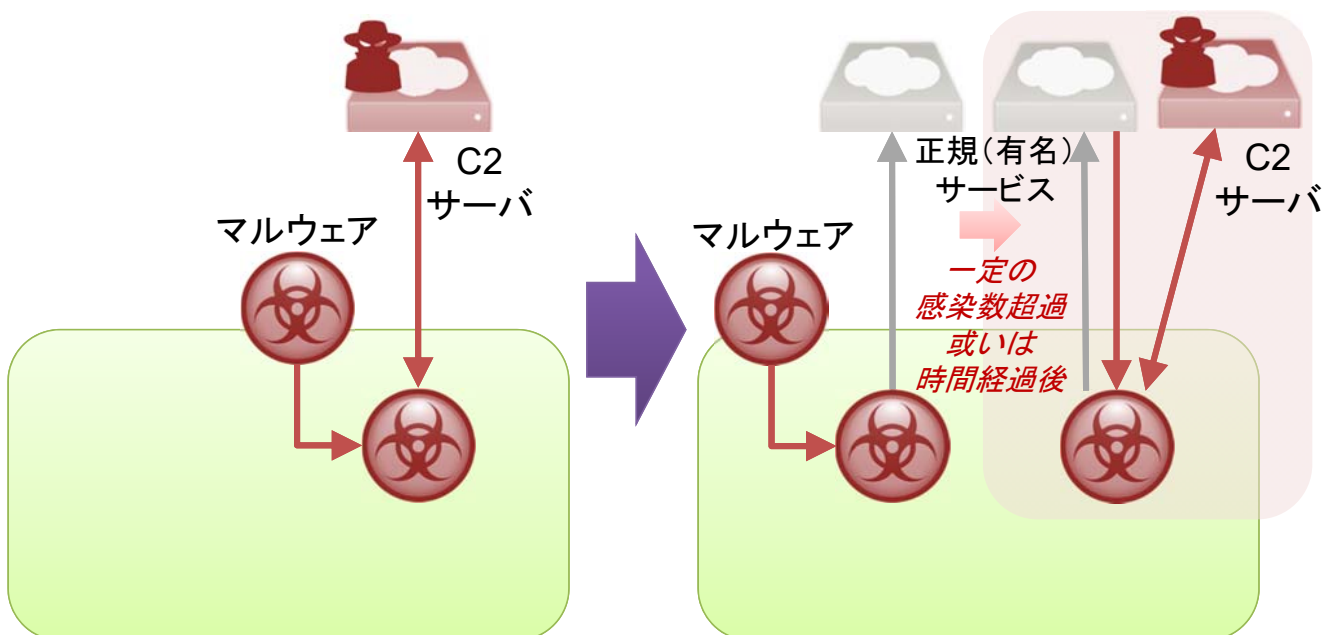 C2
サーバ
マルウェア
正規(有名)
サービス
C2
サーバ
マルウェア
一定の
感染数超過
或いは
時間経過後